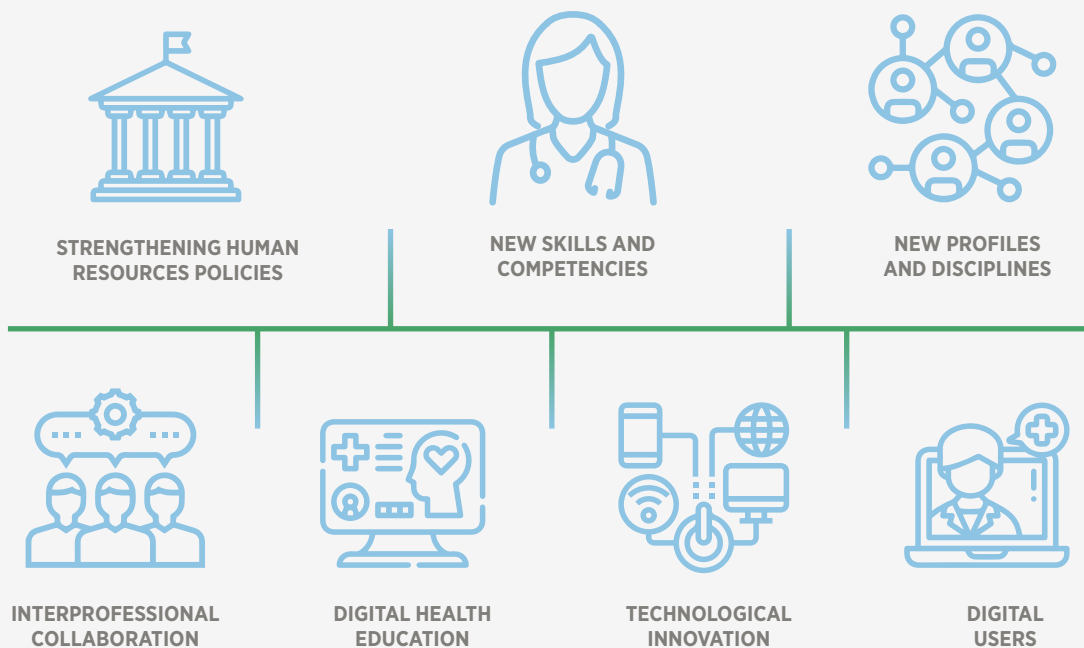 STRENGTHENING HUMAN
RESOURCES POLICIES
NEW SKILLS AND
COMPETENCIES
NEW PROFILES
AND DISCIPLINES
INTERPROFESSIONAL
COLLABORATION
DIGITAL HEALTH
EDUCATION
TECHNOLOGICAL
INNOVATION
DIGITAL
USERS